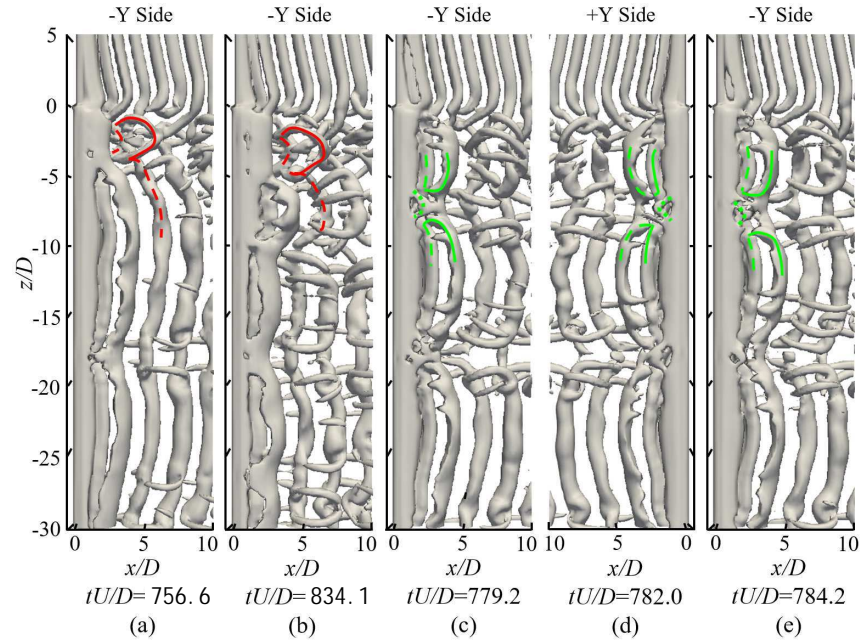 -Y Side -Y Side -Y Side +Y Side -Y Side
5
0
-5
-10
-15
-20
-25
-30
z/D
0 5 10 0 5 10 0 5 10 10 5 0 0 5 10
x/D x/D x/D x/D x/D
tU/D= 756.6 tU/D= 834.1 tU/D=779.2 tU/D=782.0 tU/D=784.2
(a) (b) (c) (d) (e)